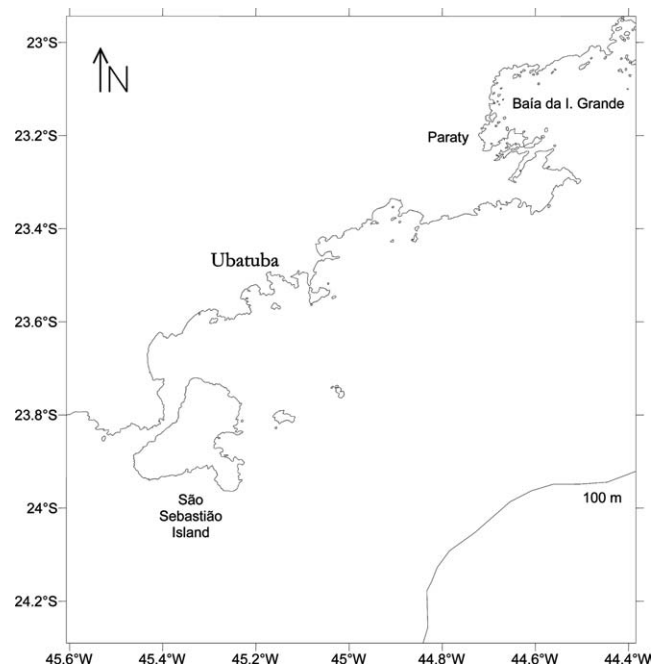 23°S
N
Baía da I. Grande
23.2°S
Paraty
23.4°S
Ubatuba
23.6°S
23.8°S
São
Sebastião
Island
24°S
100 m
24.2°S
45.6°W
45.4°W
45.2°W
45°W
44.8°W
44.6°W
44.4°W